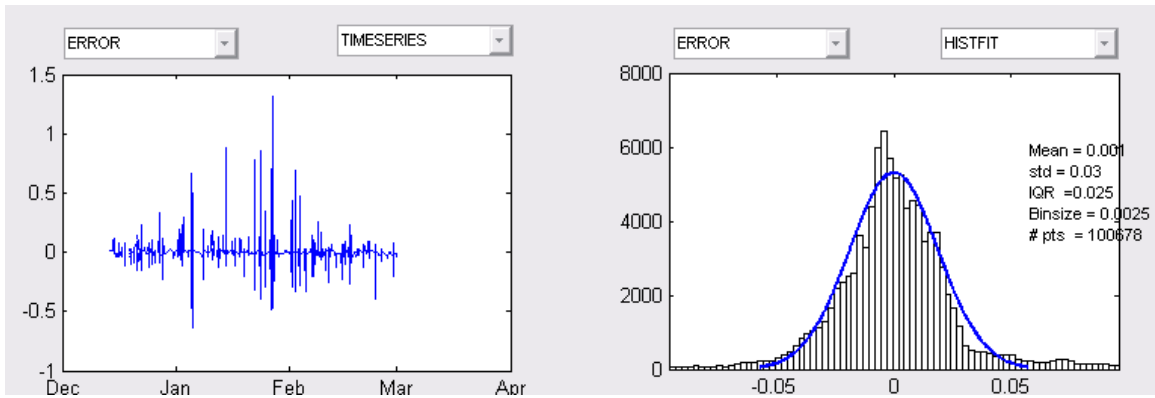 ERROR
TIMESERIES
1.5
1
0.5
0
-0.5
-1
Dec Jan Feb Mar Apr
ERROR
HISTFIT
8000
6000
4000
2000
0
-0.05 0 0.05
Mean = 0.001
std = 0.03
IQR =0.025
Binsize = 0.0025
# pts = 100678